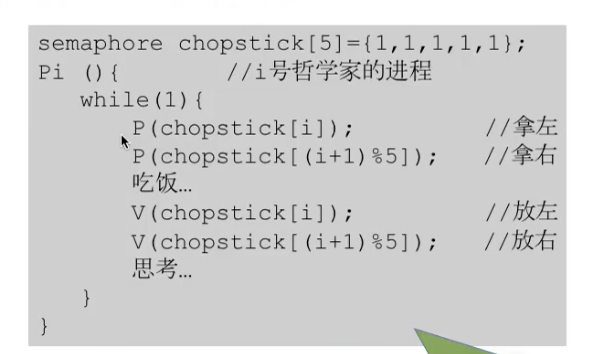 semaphore chopstick[5]={1,1,1,1,1};
Pi (){ //i号哲学家的进程
while(1){
P(chopstick[i]); //拿左
P(chopstick[(i+1)%5]); //拿右
吃饭…
V(chopstick[i]); //放左
V(chopstick[(i+1)%5]); //放右
思考…
}
}